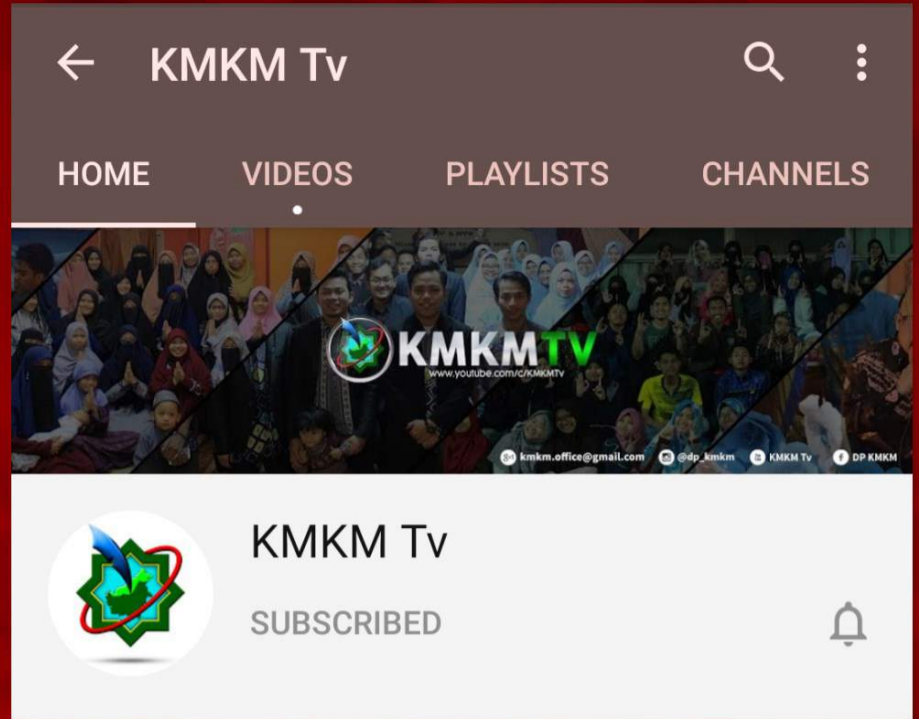 KMKM Tv
HOME VIDEOS PLAYLISTS CHANNELS
KMKMTV
www.youtube.com/c/KMKMTv
kmkm.office@gmail.com @dp_kmkm KMKM Tv DP KMKM
KMKM Tv
SUBSCRIBED